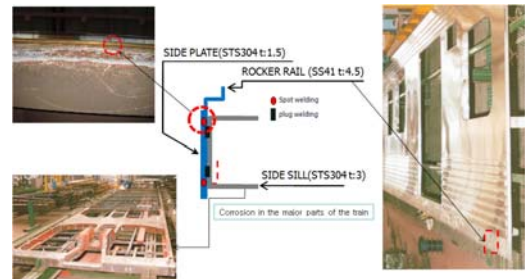 SIDE PLATE(STS304 t:1.5)
ROCKER RAIL (SS41 t:4.5)
Spot welding
plug welding
SIDE SILL(STS304 t:3)
Corrosion in the major parts of the train